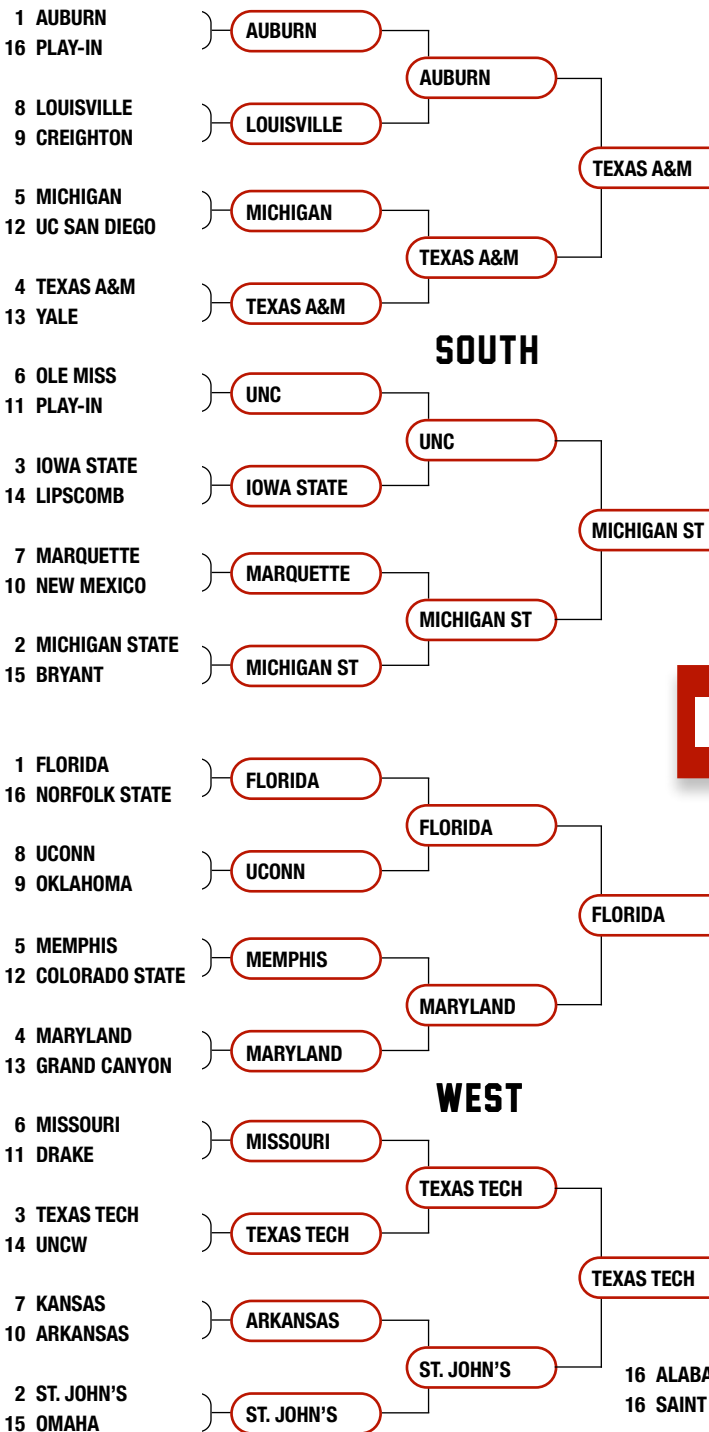 1 AUBURN
16 PLAY-IN
8 LOUISVILLE
9 CREIGHTON
5 MICHIGAN
12 UC SAN DIEGO
4 TEXAS A&M
13 YALE
6 OLE MISS
11 PLAY-IN
3 IOWA STATE
14 LIPSCOMB
7 MARQUETTE
10 NEW MEXICO
2 MICHIGAN STATE
15 BRYANT
AUBURN
LOUISVILLE
MICHIGAN
TEXAS A&M
UNC
IOWA STATE
MARQUETTE
MICHIGAN ST
AUBURN
TEXAS A&M
UNC
MICHIGAN ST
TEXAS A&M
MICHIGAN ST
SOUTH
1 FLORIDA
16 NORFOLK STATE
8 UCONN
9 OKLAHOMA
5 MEMPHIS
12 COLORADO STATE
4 MARYLAND
13 GRAND CANYON
6 MISSOURI
11 DRAKE
3 TEXAS TECH
14 UNCW
7 KANSAS
10 ARKANSAS
2 ST. JOHN'S
15 OMAHA
FLORIDA
UCONN
MEMPHIS
MARYLAND
MISSOURI
TEXAS TECH
ARKANSAS
ST. JOHN'S
FLORIDA
MARYLAND
TEXAS TECH
ST. JOHN'S
FLORIDA
TEXAS TECH
WEST
16 ALABA
16 SAINT